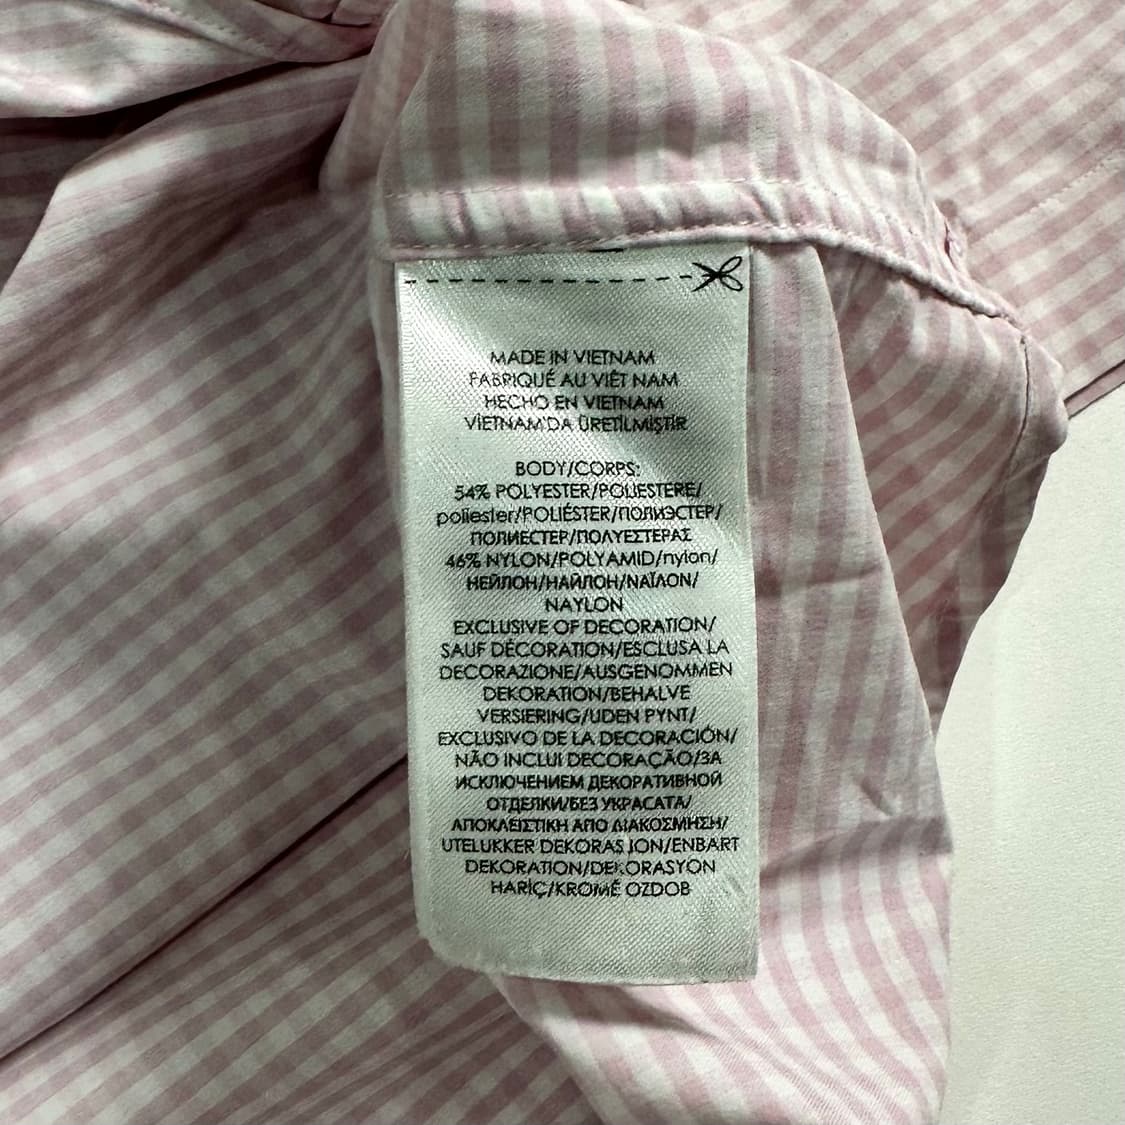 MADE IN VIETNAM
FABRIQUÉ AU VIÊT NAM
HECHO EN VIETNAM
VİETNAM'DA ÜRETİLMİŞTİR
BODY/CORPS:
54% POLYESTER/POLIESTERE/
poliester/POLIÉSTER/ПОЛИЭСТЕР/
ПОЛИЕСТЕР/ΠΟΛΥΕΣΤΕΡΑΣ
46% NYLON/POLYAMID/nylon/
НЕЙЛОН/НАЙЛОН/ΝΑΪΛΟΝ/
NAYLON
EXCLUSIVE OF DECORATION/
SAUF DÉCORATION/ESCLUSA LA
DECORAZIONE/AUSGENOMMEN
DEKORATION/BEHALVE
VERSIERING/UDEN PYNT/
EXCLUSIVO DE LA DECORACIÓN/
NÃO INCLUI DECORAÇÃO/ЗА
ИСКЛЮЧЕНИЕМ ДЕКОРАТИВНОЙ
ОТДЕЛКИ/БЕЗ УКРАСАТА/
ΑΠΟΚΛΕΙΣΤΙΚΗ ΑΠΟ ΔΙΑΚΟΣΜΗΣΗ/
UTELUKKER DEKORASJON/ENBART
DEKORATION/DEKORASYON
HARİÇ/KROMĚ OZDOB